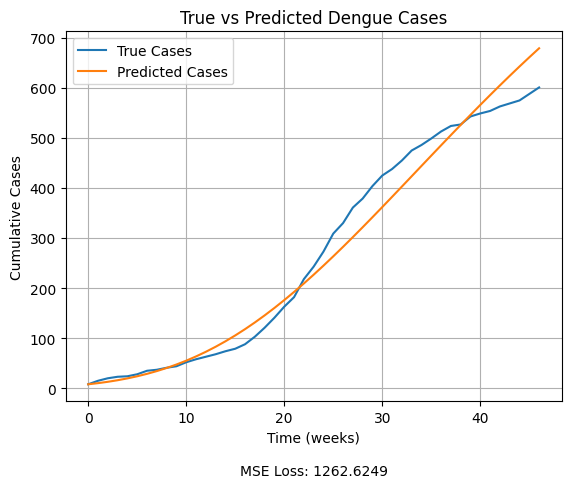 True vs Predicted Dengue Cases
700
600
500
400
300
200
100
0
Cumulative Cases
True Cases
Predicted Cases
0
10
20
30
40
Time (weeks)
MSE Loss: 1262.6249